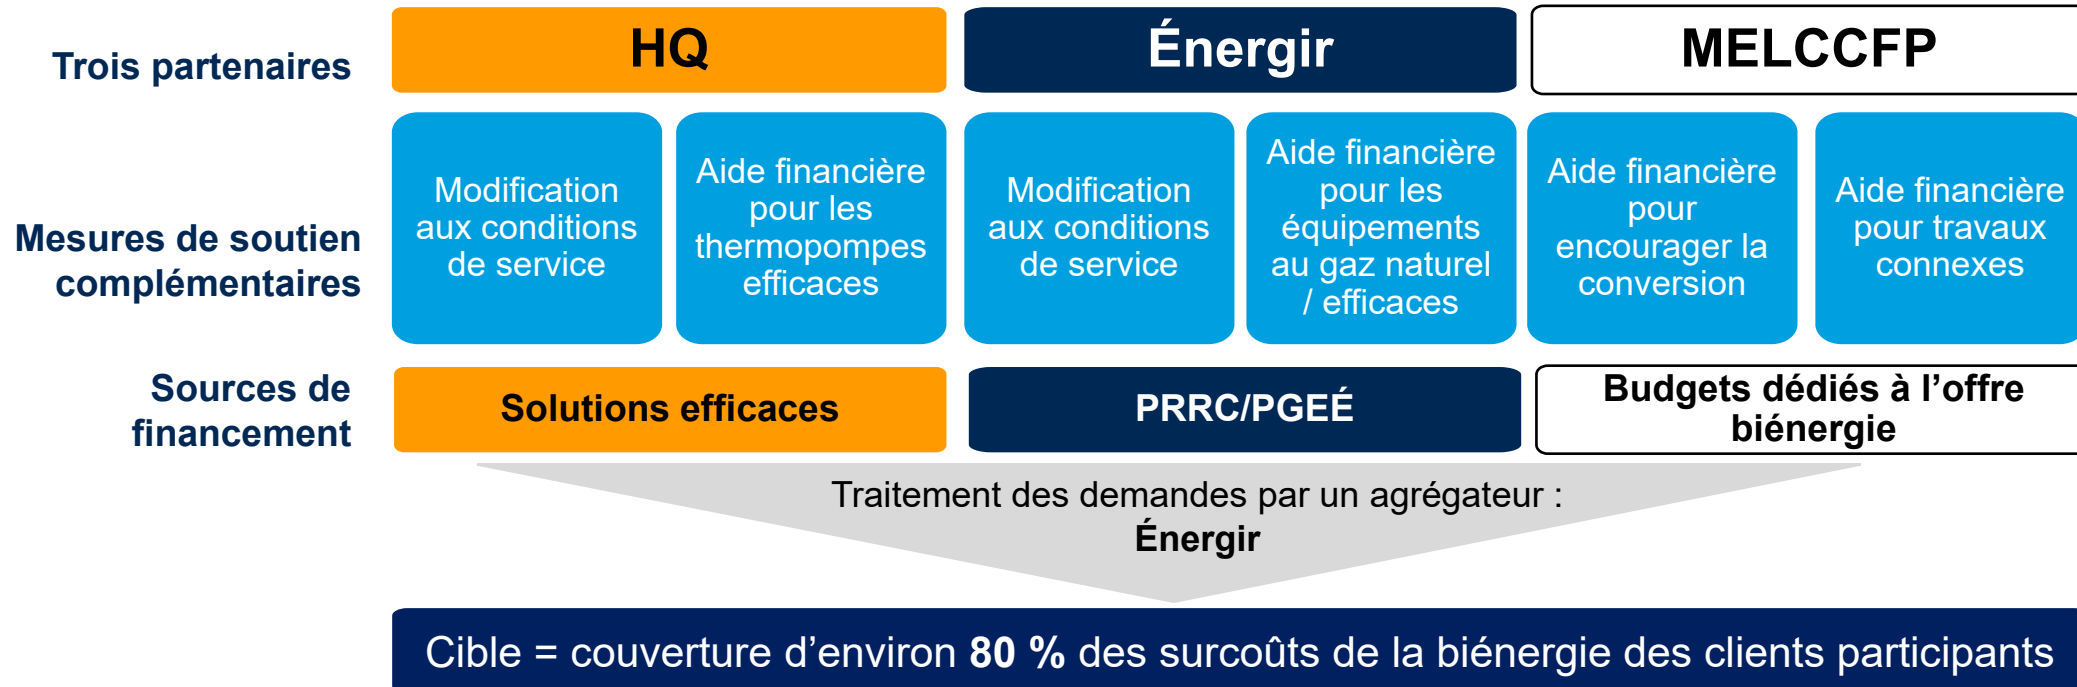 Trois partenaires
HQ
Énergir
MELCCFP
Mesures de soutien
complémentaires
Modification
aux conditions
de service
Aide financière
pour les
thermopompes
efficaces
Modification
aux conditions
de service
Aide financière
pour les
équipements
au gaz naturel
/ efficaces
Aide financière
pour
encourager la
conversion
Aide financière
pour travaux
connexes
Sources de
financement
Solutions efficaces
PRRC/PGEÉ
Budgets dédiés à l’offre
biénergie
Traitement des demandes par un agrégateur :
Énergir
Cible = couverture d’environ 80 % des surcoûts de la biénergie des clients participants